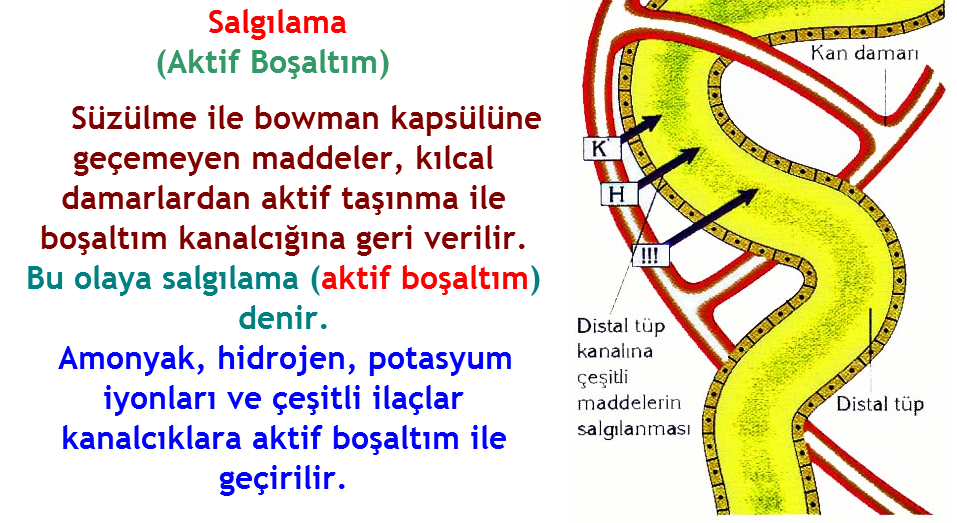 Salgılama
(Aktif Boşaltım)
Süzülme ile bowman kapsülüne
geçemeyen maddeler, kılcal
damarlardan aktif taşınma ile
boşaltım kanalcığına geri verilir.
Bu olaya salgılama (aktif boşaltım)
denir.
Amonyak, hidrojen, potasyum
iyonları ve çeşitli ilaçlar
kanalcıklara aktif boşaltım ile
geçirilir.
Kan damarı
K⁺
H
!!!
Distal tüp
kanalına
çeşitli
maddelerin
salgılanması
Distal tüp